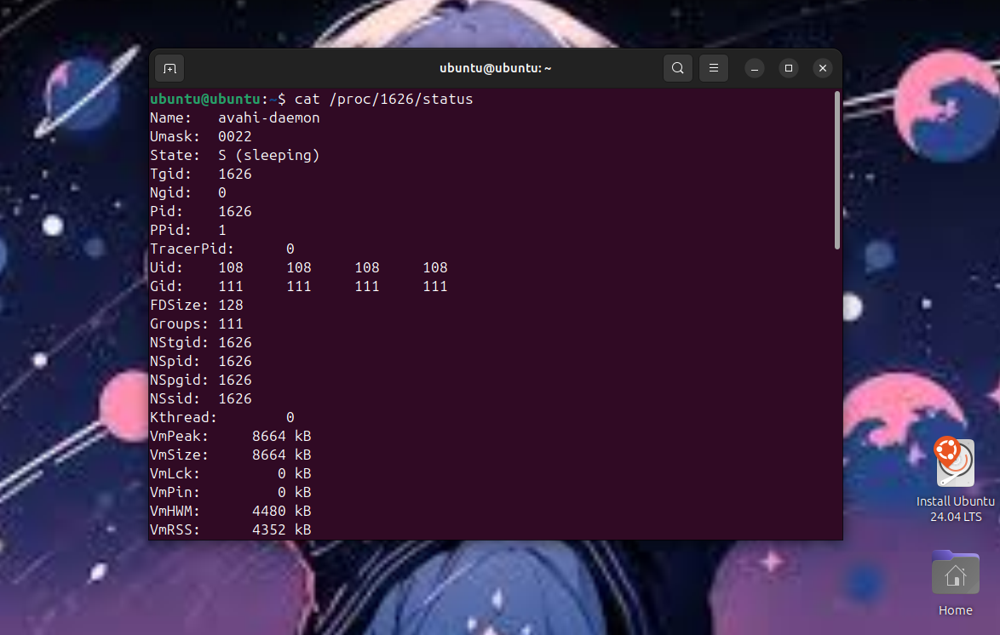 ubuntu@ubuntu: ~
ubuntu@ubuntu:~$ cat /proc/1626/status
Name:   avahi-daemon
Umask:  0022
State:  S (sleeping)
Tgid:   1626
Ngid:   0
Pid:    1626
PPid:   1
TracerPid:      0
Uid:    108     108     108     108
Gid:    111     111     111     111
FDSize: 128
Groups: 111
NStgid: 1626
NSpid:  1626
NSpgid: 1626
NSsid:  1626
Kthread:        0
VmPeak:     8664 kB
VmSize:     8664 kB
VmLck:         0 kB
VmPin:         0 kB
VmHWM:      4480 kB
VmRSS:      4352 kB
Install Ubuntu
24.04 LTS
Home